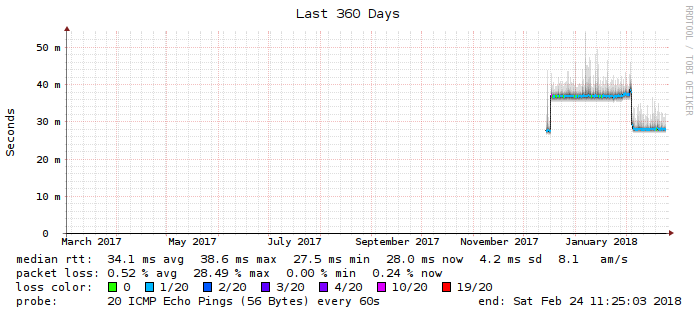 Last 360 Days
RRDTOOL / TOBI OETIKER
Seconds
50 m
40 m
30 m
20 m
10 m
0
March 2017 May 2017 July 2017 September 2017 November 2017 January 2018
median rtt: 34.1 ms avg 38.6 ms max 27.5 ms min 28.0 ms now 4.2 ms sd 8.1 am/s
packet loss: 0.52 % avg 28.49 % max 0.00 % min 0.24 % now
loss color: 0 1/20 2/20 3/20 4/20 10/20 19/20
probe: 20 ICMP Echo Pings (56 Bytes) every 60s end: Sat Feb 24 11:25:03 2018